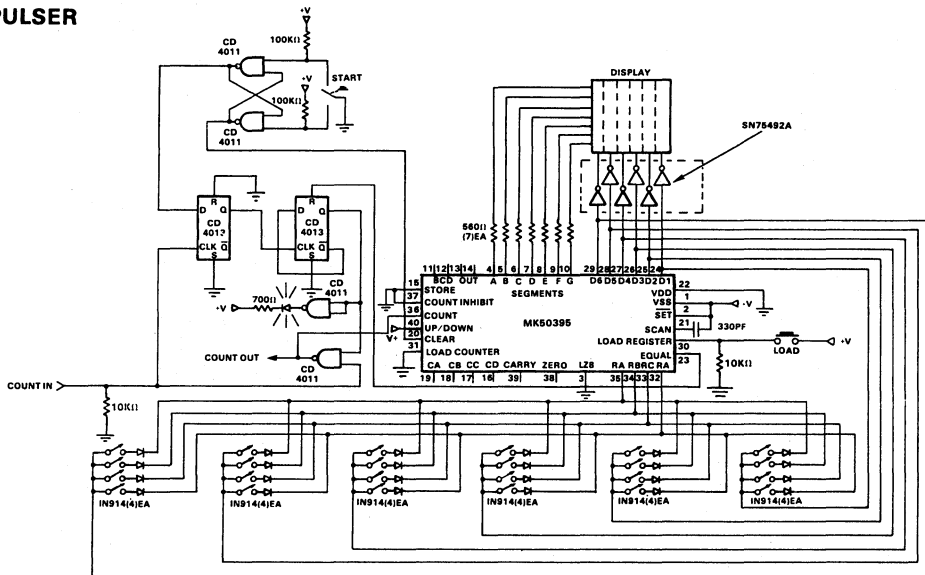 PULSER
+V
CD
4011
100KΩ
START
+V
100KΩ
CD
4011
DISPLAY
SN75492A
R
D Q
CD
4012
CLK Q̅
S
R
D Q
CD
4013
CLK Q̅
S
560Ω
(7)EA
+V
700Ω
CD
4011
COUNT OUT
CD
4011
COUNT IN
10KΩ
11 12 13 14 4 5 6 7 8 9 10 29 28 27 26 25 24
BCD OUT A B C D E F G D6 D5 D4 D3 D2 D1
SEGMENTS
15 STORE
37 COUNT INHIBIT
36 COUNT
40 UP/DOWN
V+
20 CLEAR
31 LOAD COUNTER
MK50395
VDD 22
VSS 1
-V
SET 2
SCAN 21
330PF
LOAD REGISTER 30
LOAD
+V
EQUAL 23
10KΩ
CA CB CC CD CARRY ZERO LZB RA RB RC RA
19 18 17 16 39 38 3 35 34 33 32
IN914(4)EA
IN914(4)EA
IN914(4)EA
IN914(4)EA
IN914(4)EA
IN914(4)EA